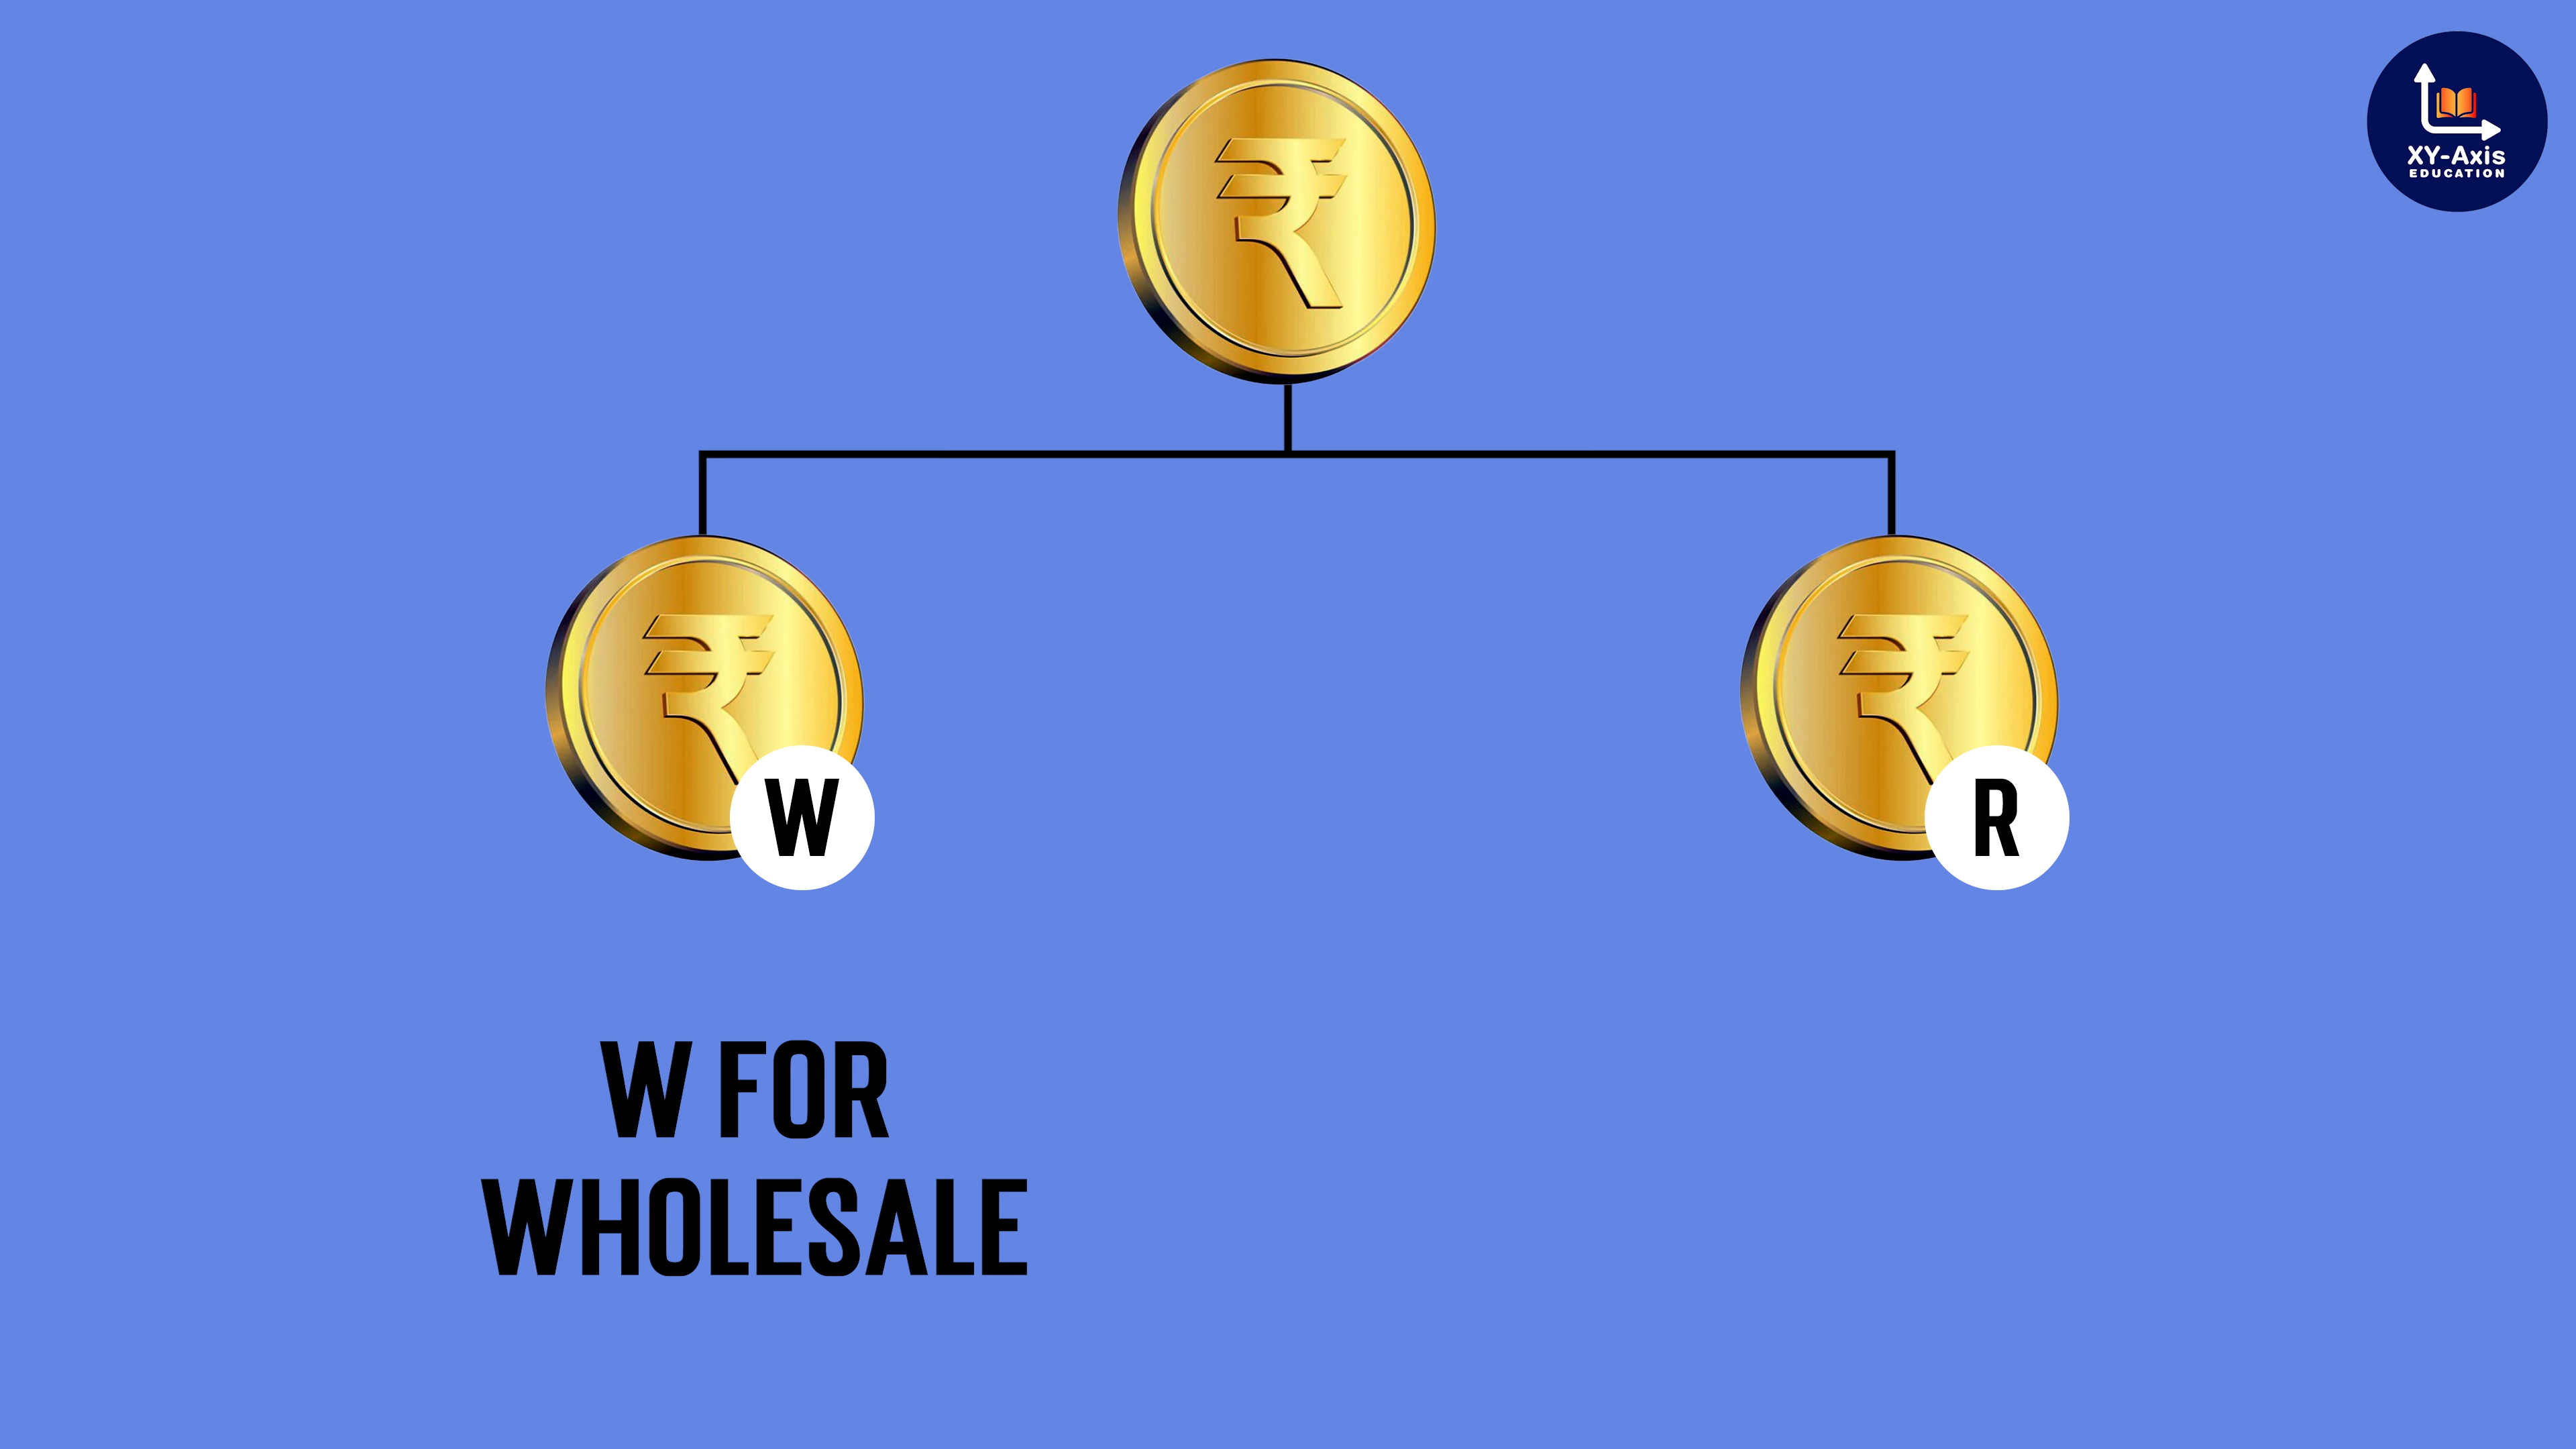 XY-Axis
EDUCATION
₹
₹
₹
W
R
W FOR
WHOLESALE